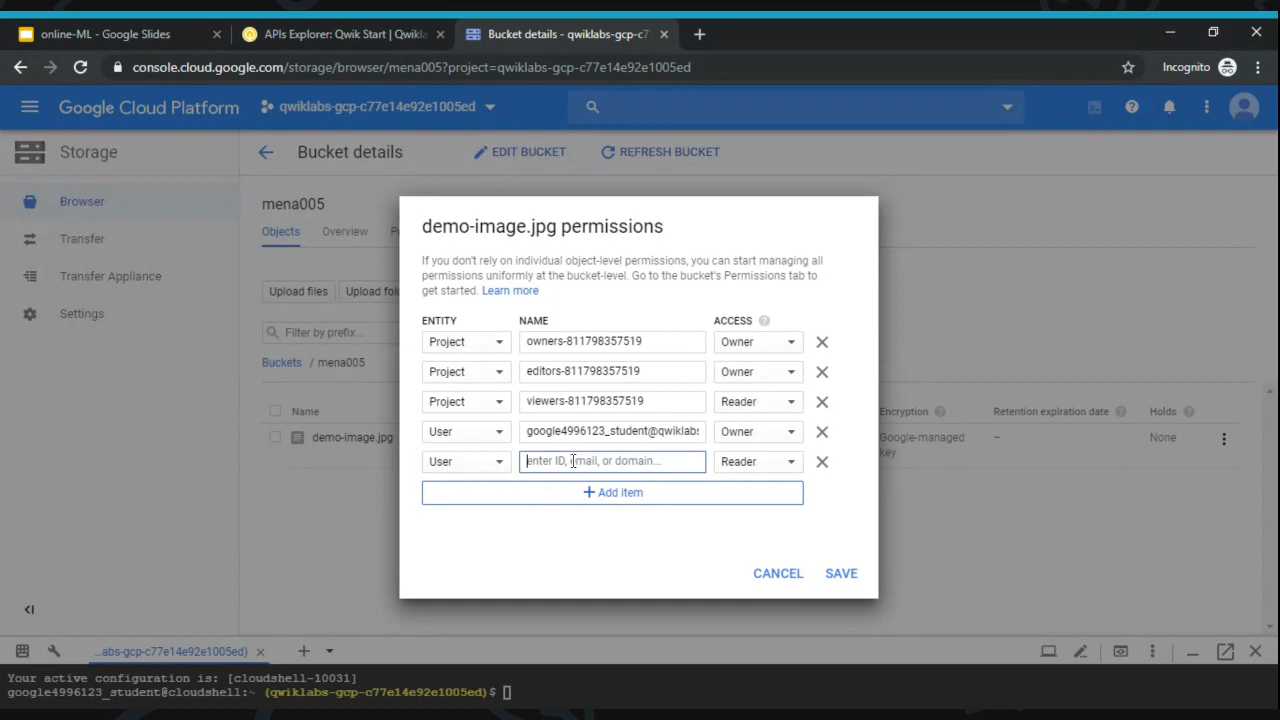 online-ML - Google Slides
APIs Explorer: Qwik Start | Qwikla
Bucket details - qwiklabs-gcp-c7
console.cloud.google.com/storage/browser/mena005?project=qwiklabs-gcp-c77e14e92e1005ed
Incognito
Google Cloud Platform
qwiklabs-gcp-c77e14e92e1005ed
Storage
Bucket details
EDIT BUCKET
REFRESH BUCKET
Browser
Transfer
Transfer Appliance
Settings
mena005
Objects
Overview
Upload files
Filter by prefix...
Buckets / mena005
Name
Encryption
Retention expiration date
Holds
demo-image.jpg
Google-managed
key
–
None
demo-image.jpg permissions
If you don't rely on individual object-level permissions, you can start managing all
permissions uniformly at the bucket-level. Go to the bucket's Permissions tab to
get started. Learn more
ENTITY NAME ACCESS
Project owners-811798357519 Owner
Project editors-811798357519 Owner
Project viewers-811798357519 Reader
User google4996123_student@qwiklabs Owner
User enter ID, email, or domain... Reader
+ Add item
CANCEL SAVE
...abs-gcp-c77e14e92e1005ed)
Your active configuration is: [cloudshell-10031]
google4996123_student@cloudshell:~ (qwiklabs-gcp-c77e14e92e1005ed)$